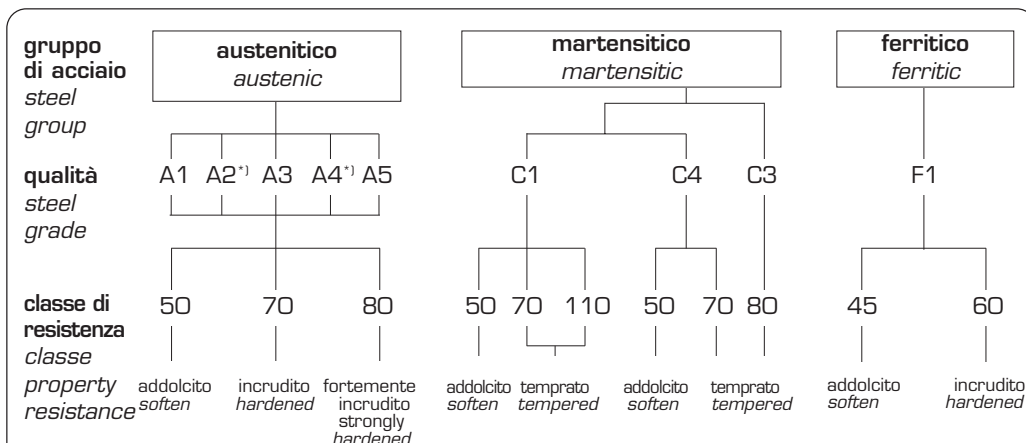 gruppo
di acciaio
steel
group
austenitico
austenic
martensitico
martensitic
ferritico
ferritic
qualità
steel
grade
A1 A2*) A3 A4*) A5 C1 C4 C3 F1
classe di
resistenza
classe
property
resistance
50 70 80 50 70 110 50 70 80 45 60
addolcito
soften
incrudito
hardened
fortemente
incrudito
strongly
hardened
addolcito
soften
temprato
tempered
addolcito
soften
temprato
tempered
addolcito
soften
incrudito
hardened